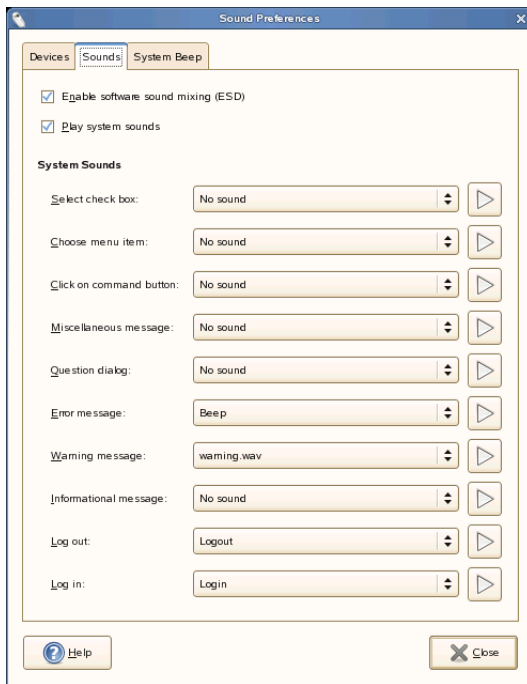 Sound Preferences
Devices Sounds System Beep
Enable software sound mixing (ESD)
Play system sounds
System Sounds
Select check box: No sound
Choose menu item: No sound
Click on command button: No sound
Miscellaneous message: No sound
Question dialog: No sound
Error message: Beep
Warning message: warning.wav
Informational message: No sound
Log out: Logout
Log in: Login
Help Close